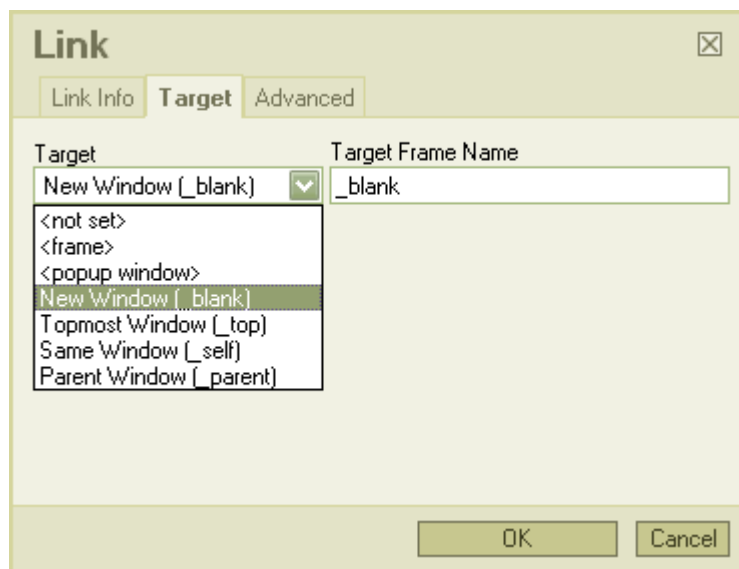 Link
Link Info Target Advanced
Target Target Frame Name
New Window (_blank) _blank
<not set>
<frame>
<popup window>
New Window (_blank)
Topmost Window (_top)
Same Window (_self)
Parent Window (_parent)
OK Cancel